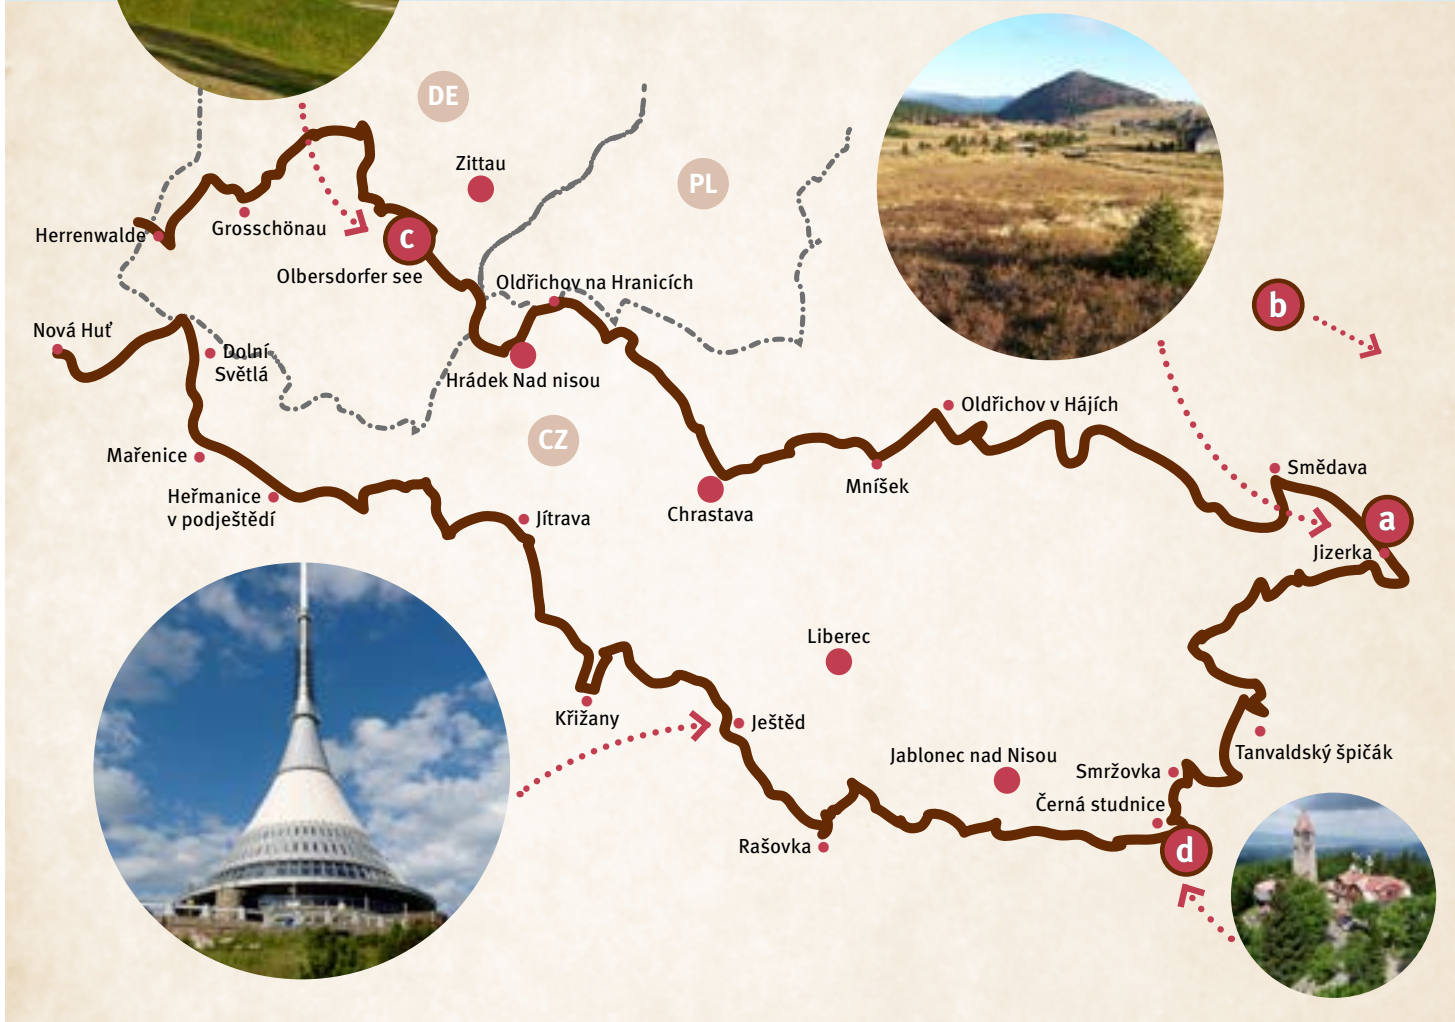 DE
Zittau
PL
Grosschönau
Herrenwalde
C
Olbersdorfer see
Oldřichov na Hranicích
b
Nová Huť
Dolní
Světlá
Hrádek Nad nisou
Oldřichov v Hájích
CZ
Mařenice
Smědava
Heřmanice
v podještědí
Mníšek
Chrastava
Jítrava
a
Jizerka
Liberec
Křižany
Ještěd
Jablonec nad Nisou
Tanvaldský špičák
Smržovka
Černá studnice
Rašovka
d